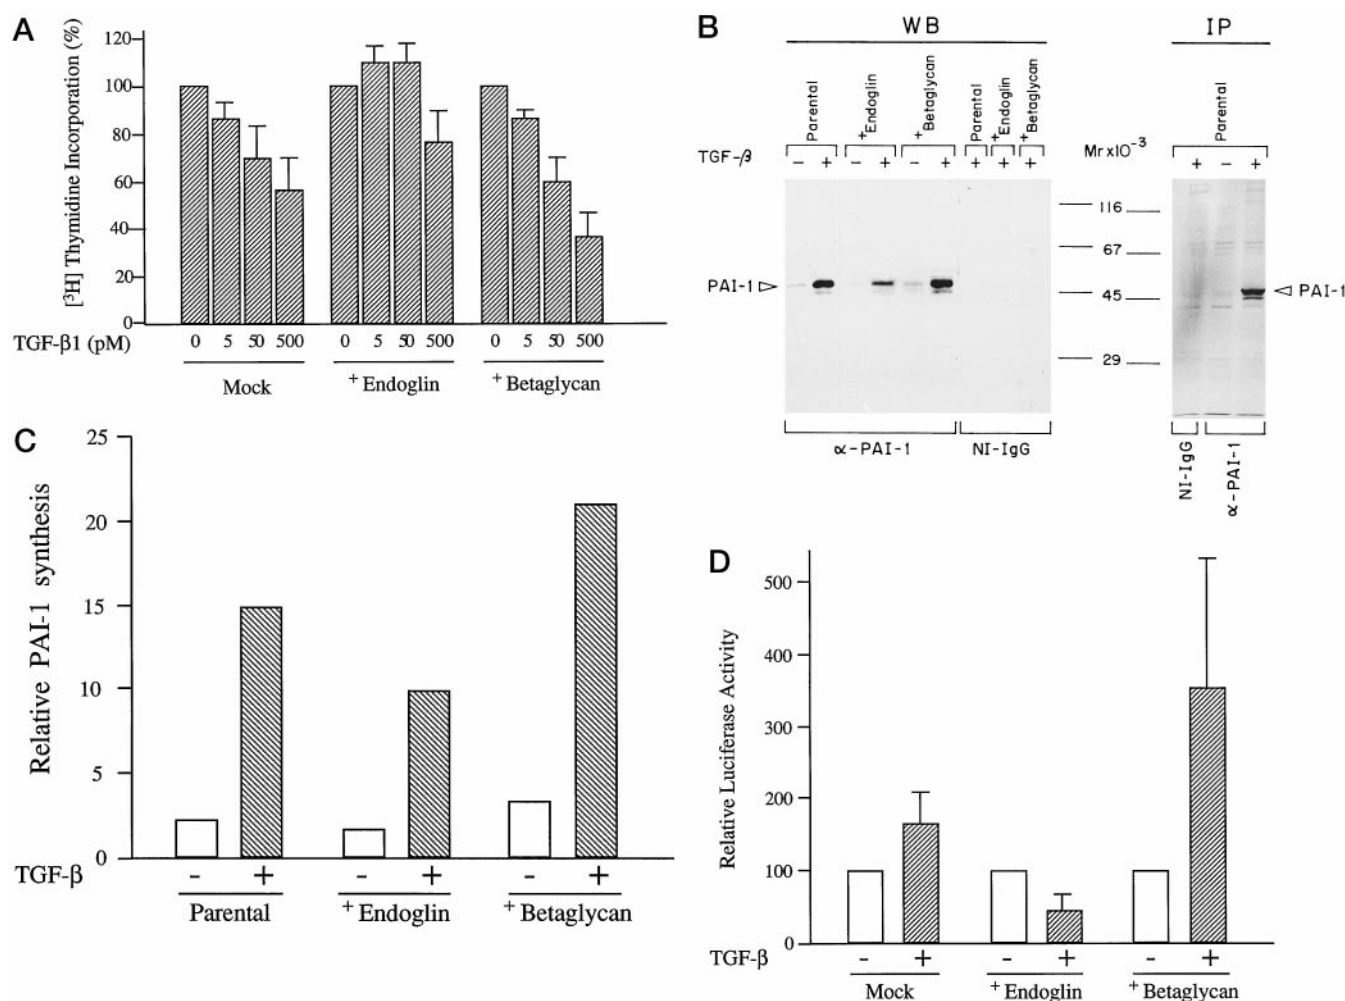 A
[³H] Thymidine Incorporation (%)
120
100
80
60
40
20
0
TGF-β1 (pM)
0 5 50 500 0 5 50 500 0 5 50 500
Mock + Endoglin + Betaglycan
B
WB IP
Parental + Endoglin + Betaglycan Parental + Endoglin + Betaglycan Parental
TGF-β - + - + - + + + + Mr x 10⁻³ + - +
116
67
PAI-1 45 PAI-1
29
α-PAI-1 NI-IgG NI-IgG α-PAI-1
C
Relative PAI-1 synthesis
25
20
15
10
5
0
TGF-β - + - + - +
Parental + Endoglin + Betaglycan
D
Relative Luciferase Activity
500
400
300
200
100
0
TGF-β - + - + - +
Mock + Endoglin + Betaglycan